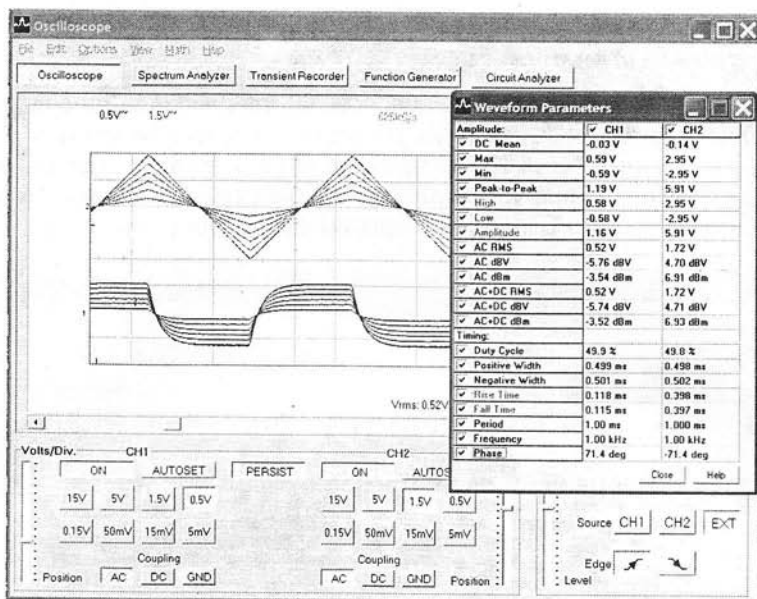 Oscilloscope
File Edit Options View Math Help
Oscilloscope Spectrum Analyzer Transient Recorder Function Generator Circuit Analyzer
0.5V~ 1.5V~
Vrms: 0.52V
Waveform Parameters
Amplitude: CH1 CH2
DC Mean -0.03 V -0.14 V
Max 0.59 V 2.95 V
Min -0.59 V -2.95 V
Peak-to-Peak 1.19 V 5.91 V
High 0.58 V 2.95 V
Low -0.58 V -2.95 V
Amplitude 1.16 V 5.91 V
AC RMS 0.52 V 1.72 V
AC dBV -5.76 dBV 4.70 dBV
AC dBm -3.54 dBm 6.91 dBm
AC+DC RMS 0.52 V 1.72 V
AC+DC dBV -5.74 dBV 4.71 dBV
AC+DC dBm -3.52 dBm 6.93 dBm
Timing:
Duty Cycle 49.9 % 49.8 %
Positive Width 0.499 ms 0.498 ms
Negative Width 0.501 ms 0.502 ms
Rise Time 0.118 ms 0.398 ms
Fall Time 0.115 ms 0.397 ms
Period 1.00 ms 1.000 ms
Frequency 1.00 kHz 1.00 kHz
Phase 71.4 deg -71.4 deg
Close Help
Volts/Div. CH1 CH2
ON AUTOSET PERSIST ON AUTOS
15V 5V 1.5V 0.5V 15V 5V 1.5V 0.5V
0.15V 50mV 15mV 5mV 0.15V 50mV 15mV 5mV
Coupling Coupling
Position AC DC GND AC DC GND Position
Source CH1 CH2 EXT
Edge
Level